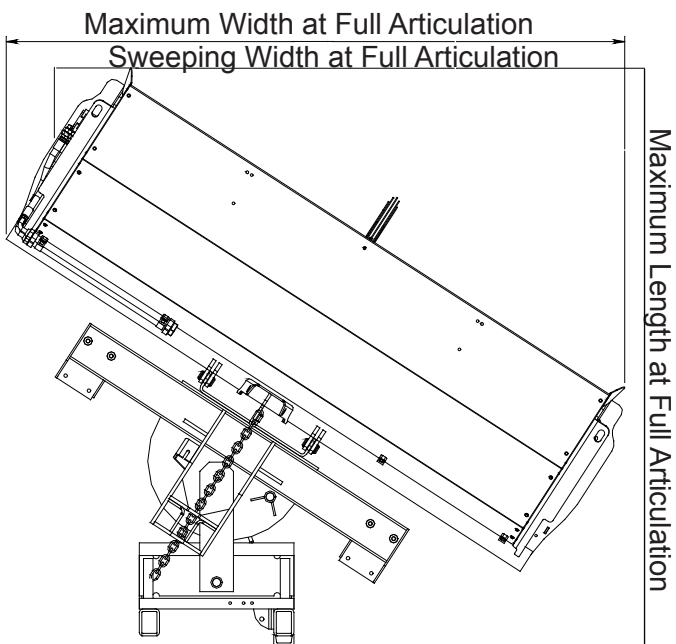 Maximum Width at Full Articulation
Sweeping Width at Full Articulation
Maximum Length at Full Articulation